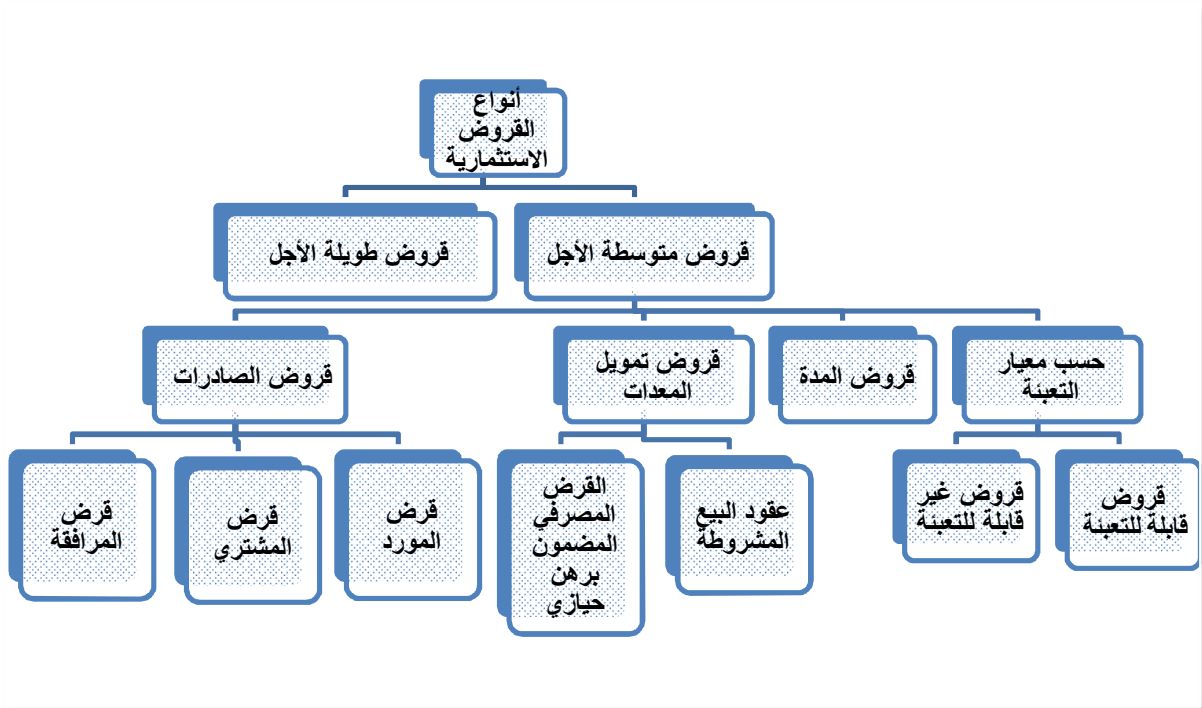 أنواع
القروض
الاستثمارية
قروض متوسطة الأجل
قروض طويلة الأجل
حسب معيار
التعبئة
قروض المدة
قروض تمويل
المعدات
قروض الصادرات
قروض
قابلة للتعبئة
قروض غير
قابلة للتعبئة
عقود البيع
المشروطة
القرض
المصرفي
المضمون
برهن
حيازي
قرض
المورد
قرض
المشتري
قرض
المرافقة